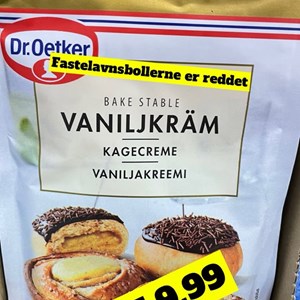 Dr.Oetker
Fastelavnsbollerne er reddet
BAKE STABLE
VANILJKRÄM
KAGECREME
VANILJAKREEMI
9.99